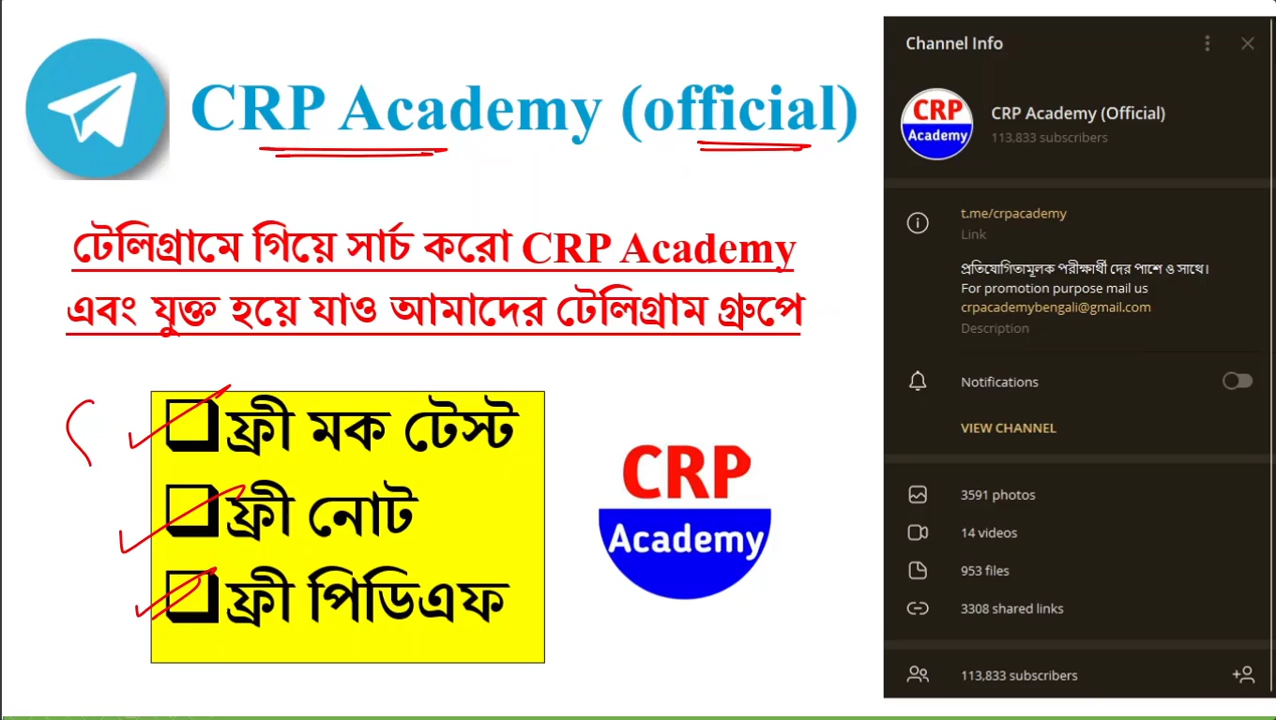 CRP Academy (official)
টেলিগ্রামে গিয়ে সার্চ করো CRP Academy
এবং যুক্ত হয়ে যাও আমাদের টেলিগ্রাম গ্রুপে
ফ্রী মক টেস্ট
ফ্রী নোট
ফ্রী পিডিএফ
CRP
Academy
Channel Info
CRP
Academy
CRP Academy (Official)
113,833 subscribers
t.me/crpacademy
Link
প্রতিযোগিতামূলক পরীক্ষার্থী দের পাশে ও সাথে।
For promotion purpose mail us
crpacademybengali@gmail.com
Description
Notifications
VIEW CHANNEL
3591 photos
14 videos
953 files
3308 shared links
113,833 subscribers